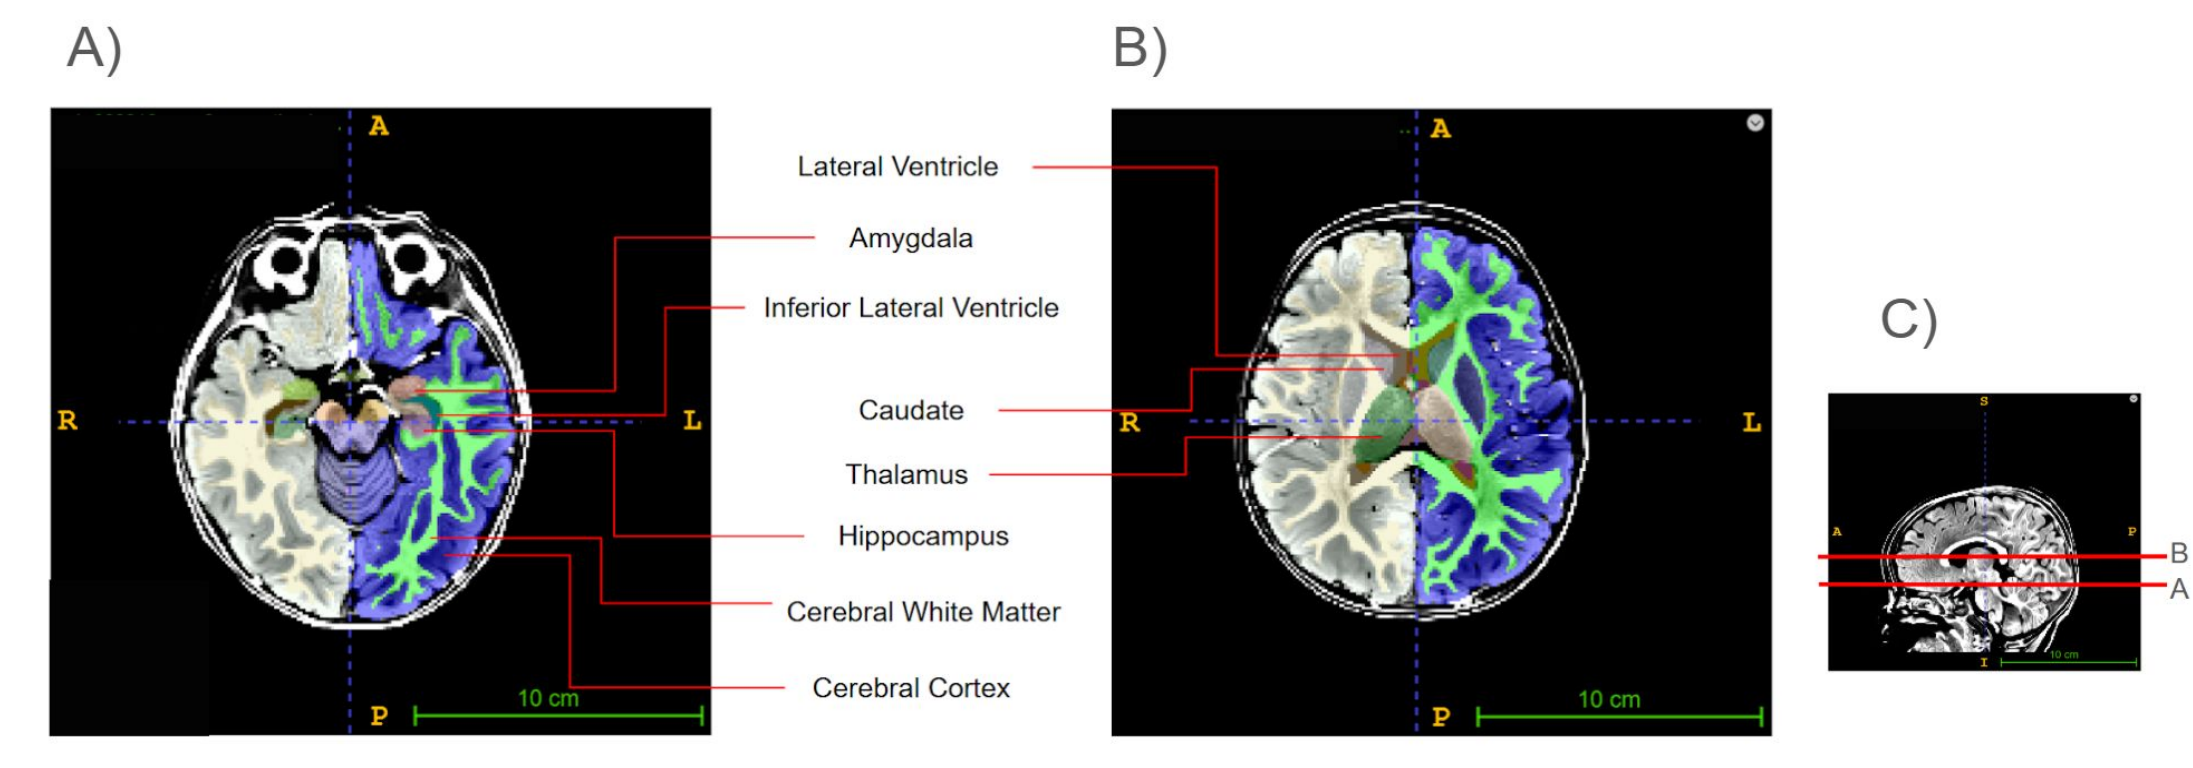 A)
B)
A
A
Lateral Ventricle
Amygdala
Inferior Lateral Ventricle
C)
Caudate
R
L
R
L
S
Thalamus
A
P
Hippocampus
B
A
Cerebral White Matter
10 cm
I
Cerebral Cortex
10 cm
10 cm
P
P